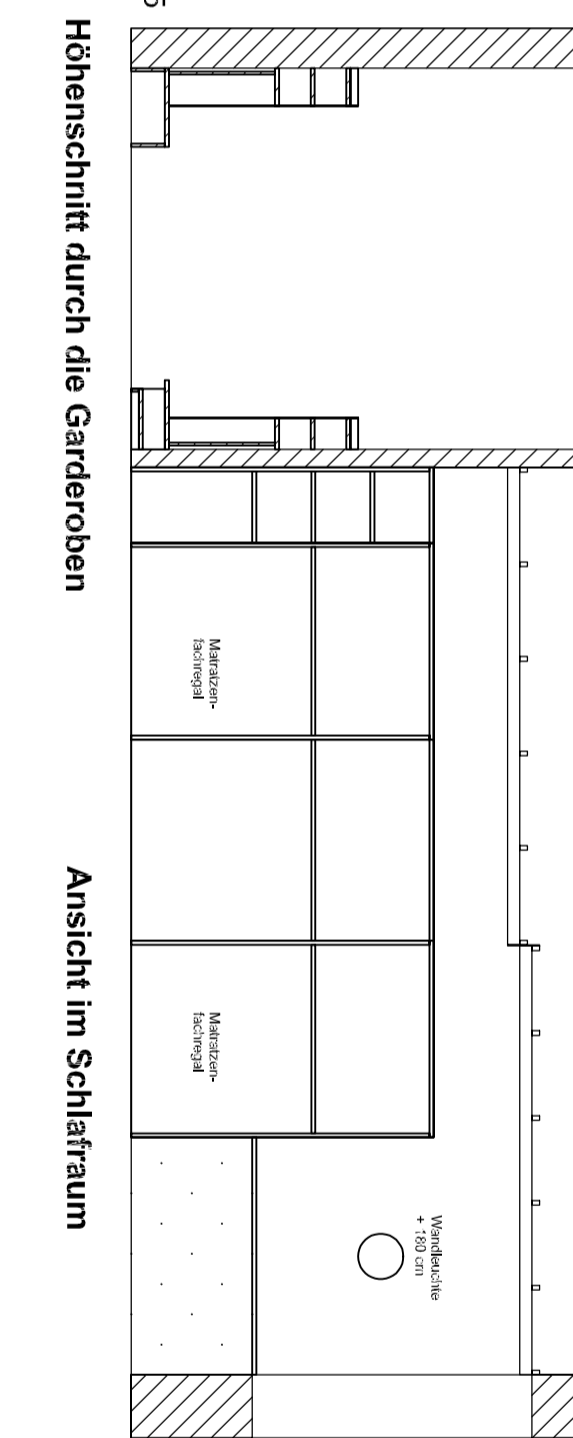 Höhenschnitt durch die Garderoben
Ansicht im Schlafraum
Matratzen-
fachregal
Matratzen-
fachregal
Wandleuchte
+ 180 cm